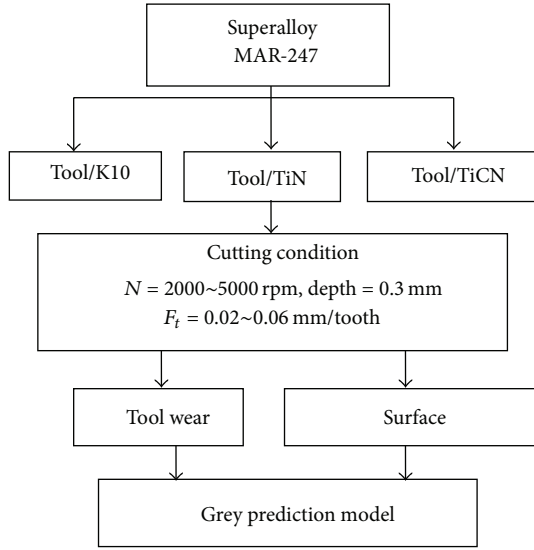 Superalloy
MAR-247
Tool/K10
Tool/TiN
Tool/TiCN
Cutting condition
N = 2000~5000 rpm, depth = 0.3 mm
Fₜ = 0.02~0.06 mm/tooth
Tool wear
Surface
Grey prediction model